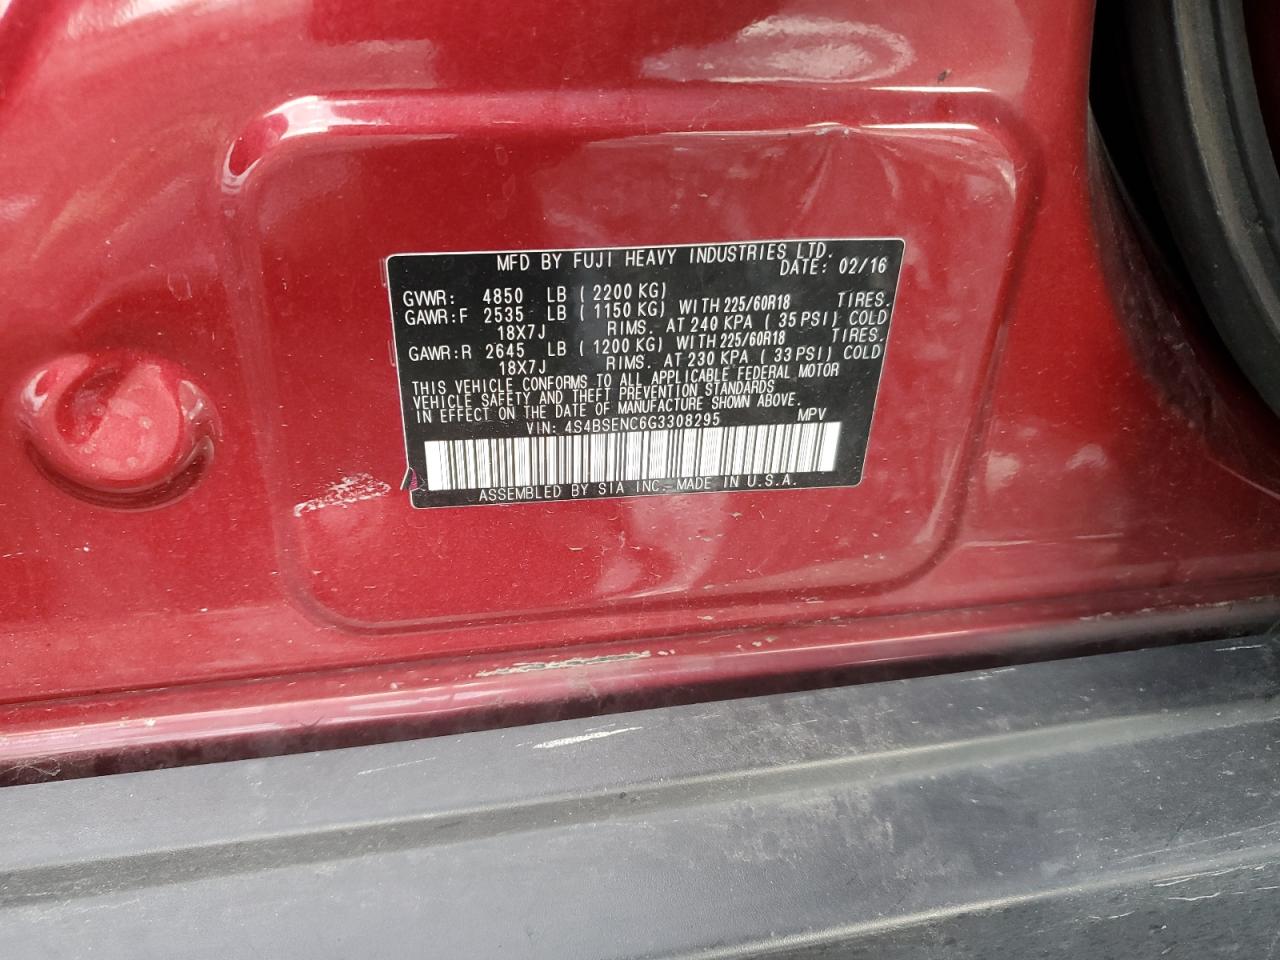 MFD BY FUJI HEAVY INDUSTRIES LTD.
DATE: 02/16
GVWR: 4850 LB ( 2200 KG)
GAWR:F 2535 LB ( 1150 KG) WITH 225/60R18 TIRES.
18X7J RIMS. AT 240 KPA ( 35 PSI) COLD
GAWR:R 2645 LB ( 1200 KG) WITH 225/60R18 TIRES.
18X7J RIMS. AT 230 KPA ( 33 PSI) COLD
THIS VEHICLE CONFORMS TO ALL APPLICABLE FEDERAL MOTOR
VEHICLE SAFETY AND THEFT PREVENTION STANDARDS
IN EFFECT ON THE DATE OF MANUFACTURE SHOWN ABOVE.
VIN: 4S4BSENC6G3308295 MPV
ASSEMBLED BY SIA INC.-MADE IN U.S.A.